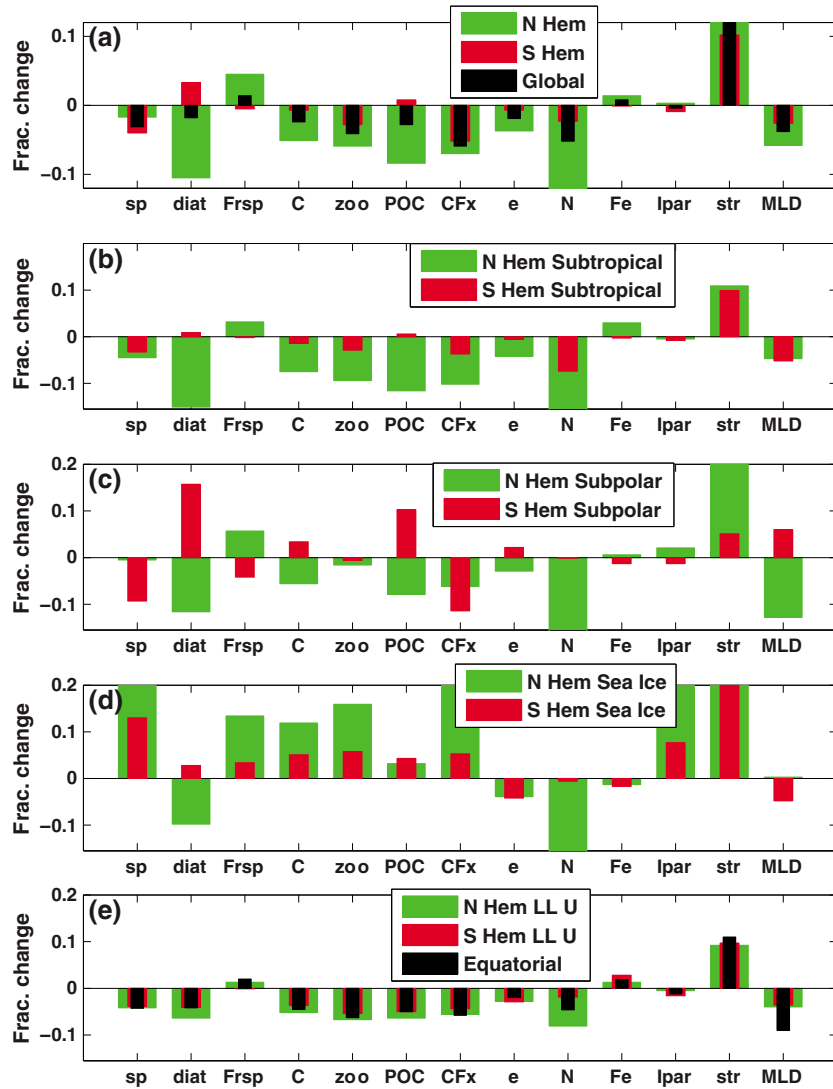 (a)
N Hem
S Hem
Global
Frac. change
0.1
0
−0.1
sp diat Frsp C zoo POC CFx e N Fe Ipar str MLD
(b)
N Hem Subtropical
S Hem Subtropical
Frac. change
0.1
0
−0.1
sp diat Frsp C zoo POC CFx e N Fe Ipar str MLD
(c)
N Hem Subpolar
S Hem Subpolar
Frac. change
0.2
0.1
0
−0.1
sp diat Frsp C zoo POC CFx e N Fe Ipar str MLD
(d)
N Hem Sea Ice
S Hem Sea Ice
Frac. change
0.2
0.1
0
−0.1
sp diat Frsp C zoo POC CFx e N Fe Ipar str MLD
(e)
N Hem LL U
S Hem LL U
Equatorial
Frac. change
0.2
0.1
0
−0.1
sp diat Frsp C zoo POC CFx e N Fe Ipar str MLD